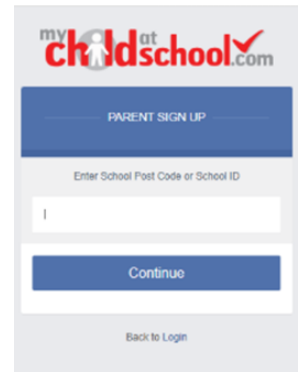 my child at school.com
PARENT SIGN UP
Enter School Post Code or School ID
Continue
Back to Login